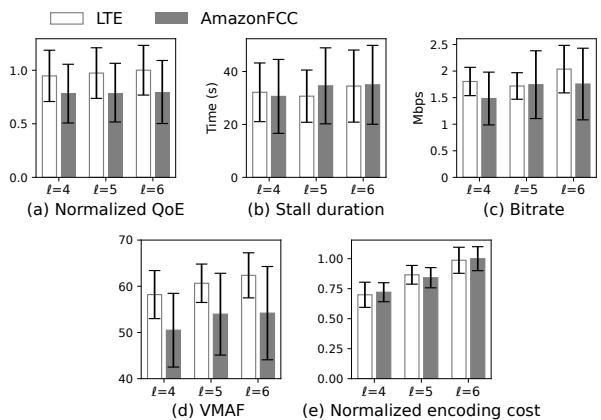 LTE AmazonFCC
1.0
0.5
0.0
ℓ=4 ℓ=5 ℓ=6
(a) Normalized QoE
Time (s)
40
20
0
ℓ=4 ℓ=5 ℓ=6
(b) Stall duration
Mbps
2.5
2
1.5
1
0.5
0
ℓ=4 ℓ=5 ℓ=6
(c) Bitrate
70
60
50
40
ℓ=4 ℓ=5 ℓ=6
(d) VMAF
1.00
0.75
0.50
0.25
0.00
ℓ=4 ℓ=5 ℓ=6
(e) Normalized encoding cost